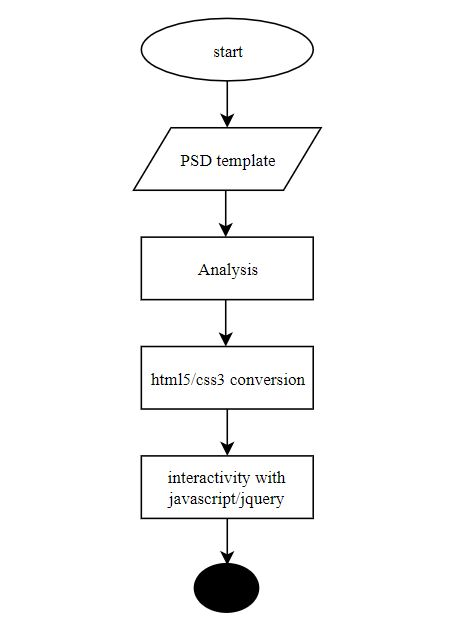 start
PSD template
Analysis
html5/css3 conversion
interactivity with
javascript/jquery